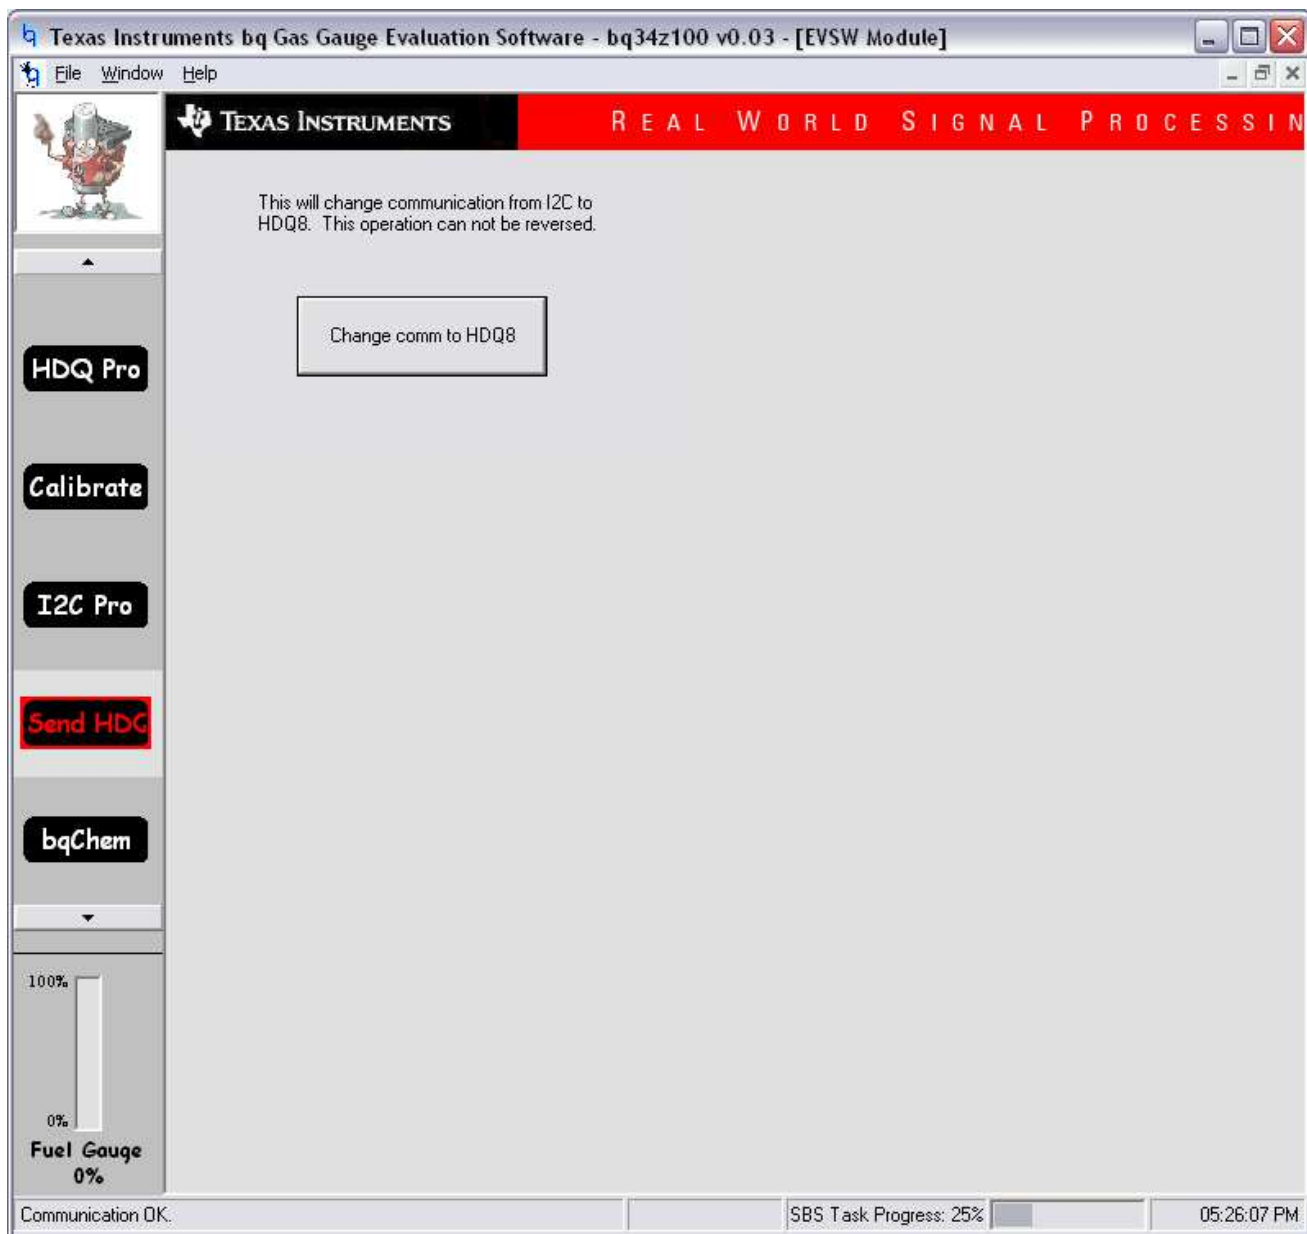 Texas Instruments bq Gas Gauge Evaluation Software - bq34z100 v0.03 - [EVSW Module]
File Window Help
TEXAS INSTRUMENTS
REAL WORLD SIGNAL PROCESSIN
This will change communication from I2C to
HDQ8. This operation can not be reversed.
Change comm to HDQ8
HDQ Pro
Calibrate
I2C Pro
Send HDQ
bqChem
100%
0%
Fuel Gauge
0%
Communication OK.
SBS Task Progress: 25%
05:26:07 PM